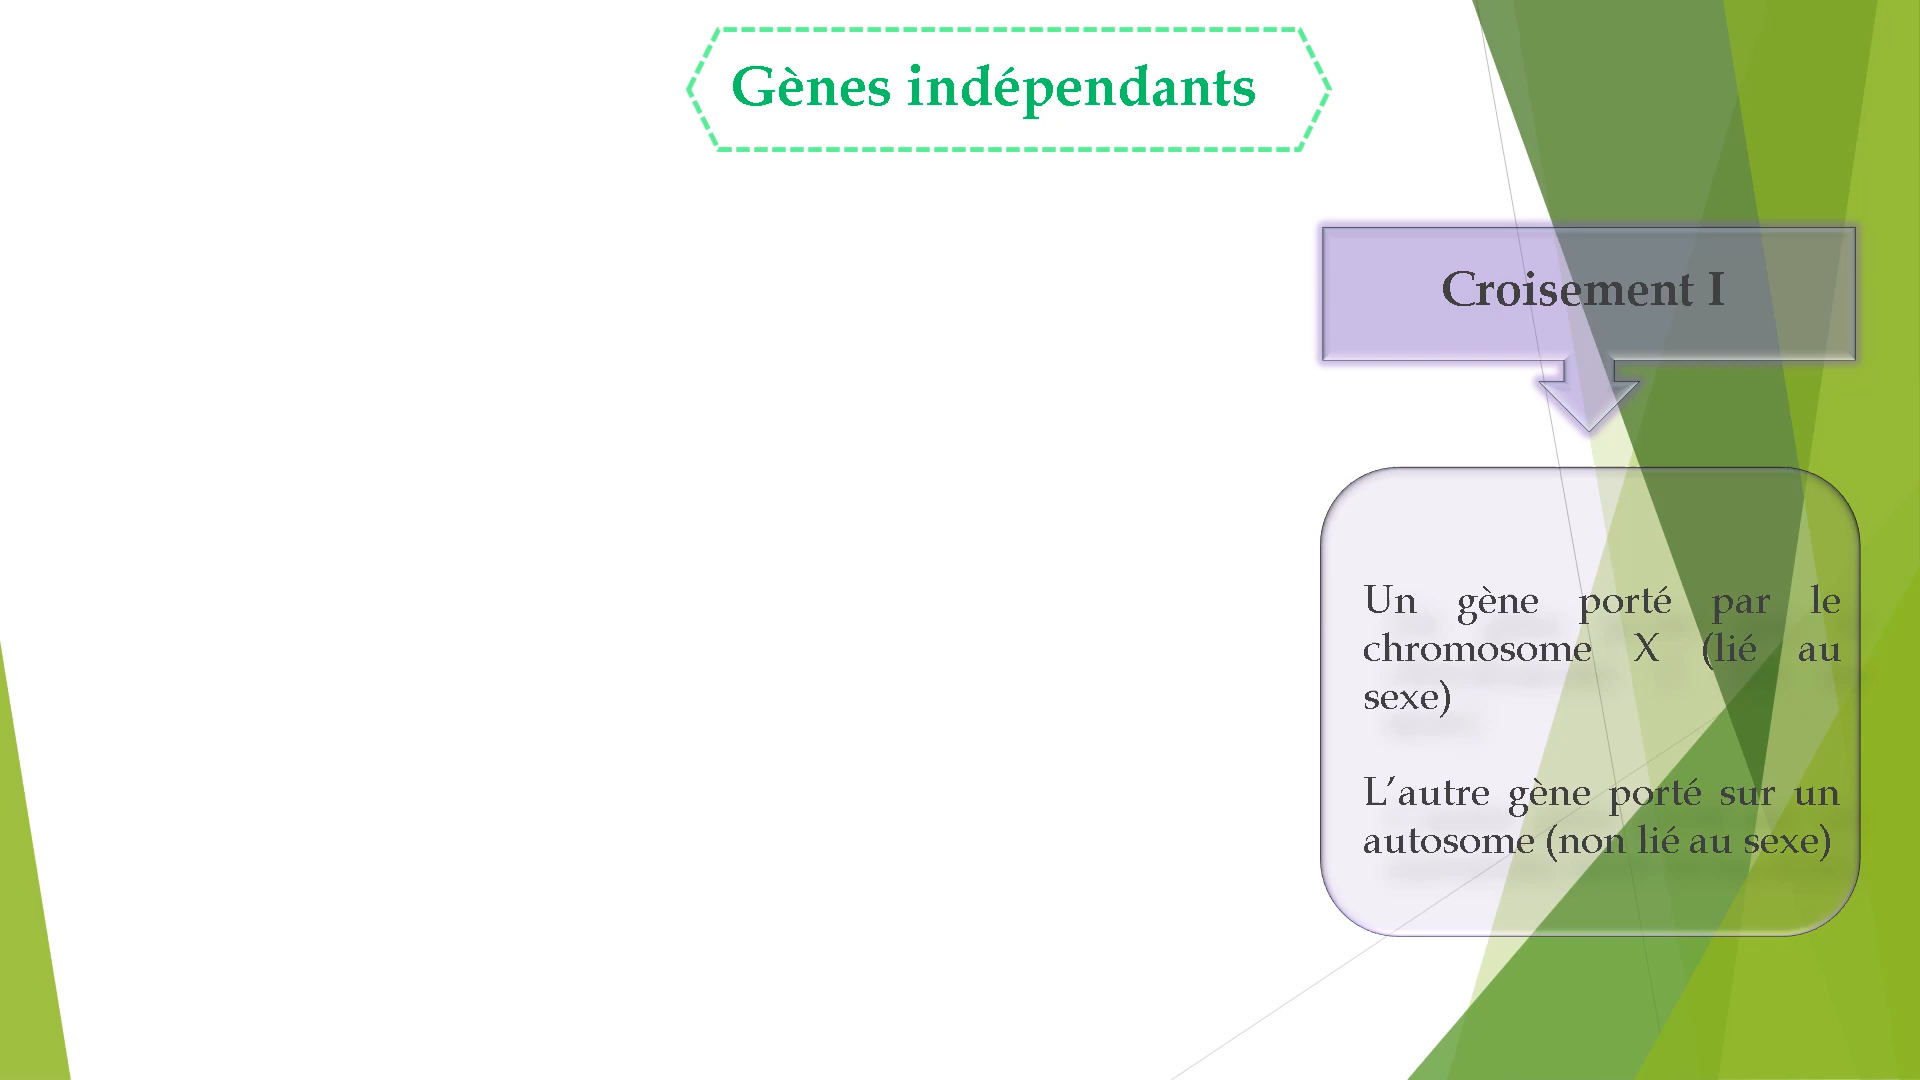 Gènes indépendants
Croisement I
Un gène porté par le
chromosome X (lié au
sexe)
L’autre gène porté sur un
autosome (non lié au sexe)